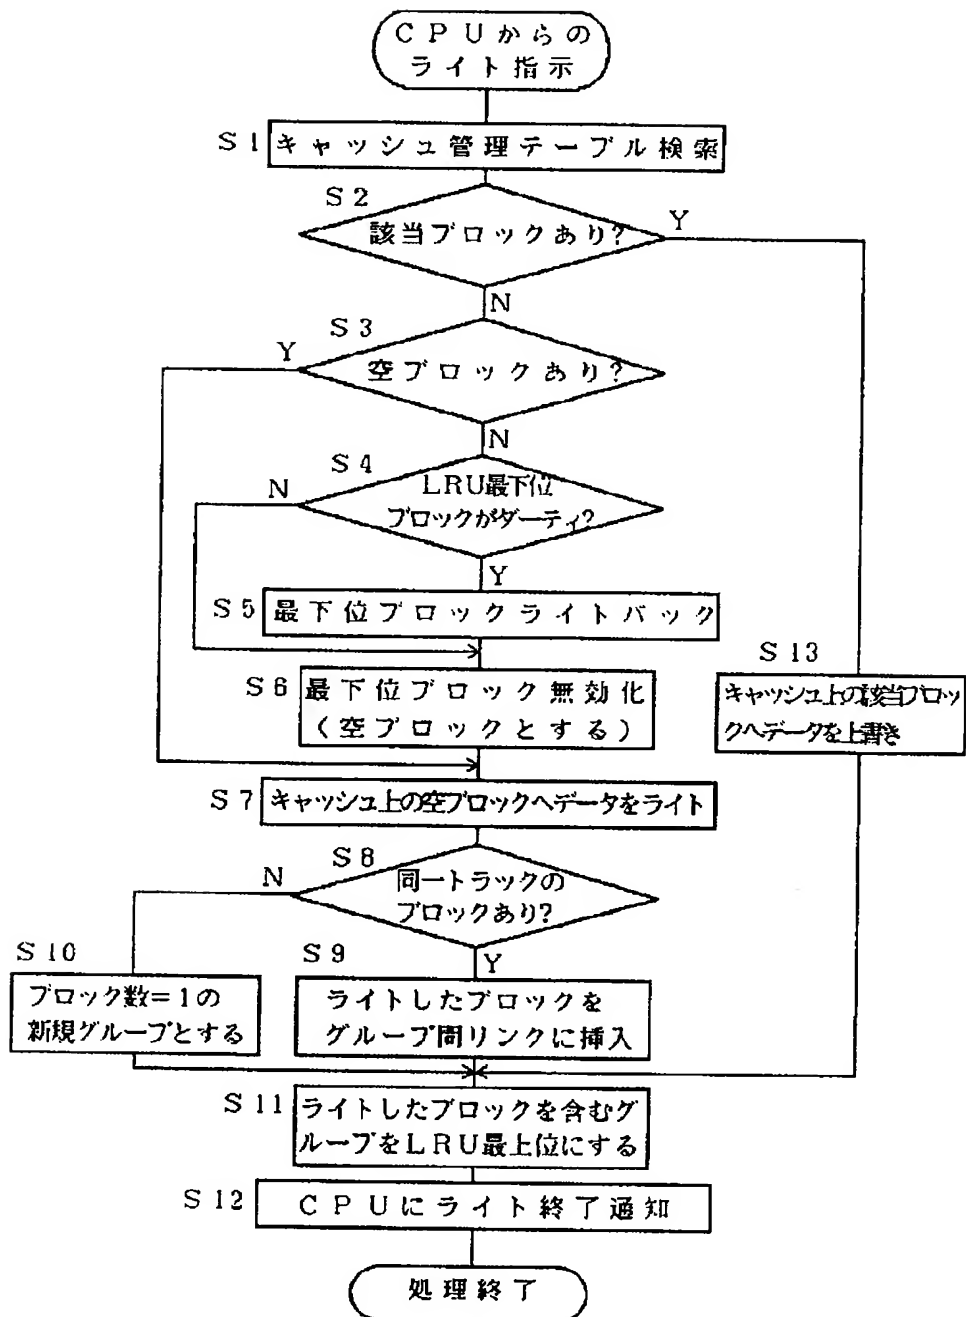 CPUからの
ライト指示
S1
キャッシュ管理テーブル検索
S2
該当ブロックあり?
Y
N
S3
空ブロックあり?
Y
N
S4
LRU最下位
ブロックがダーティ?
N
Y
S5
最下位ブロックライトバック
S6
最下位ブロック無効化
(空ブロックとする)
S13
キャッシュ上の該当ブロッ
クへデータを上書き
S7
キャッシュ上の空ブロックへデータをライト
S8
同一トラックの
ブロックあり?
N
Y
S10
ブロック数=1の
新規グループとする
S9
ライトしたブロックを
グループ間リンクに挿入
S11
ライトしたブロックを含むグ
ループをLRU最上位にする
S12
CPUにライト終了通知
処理終了